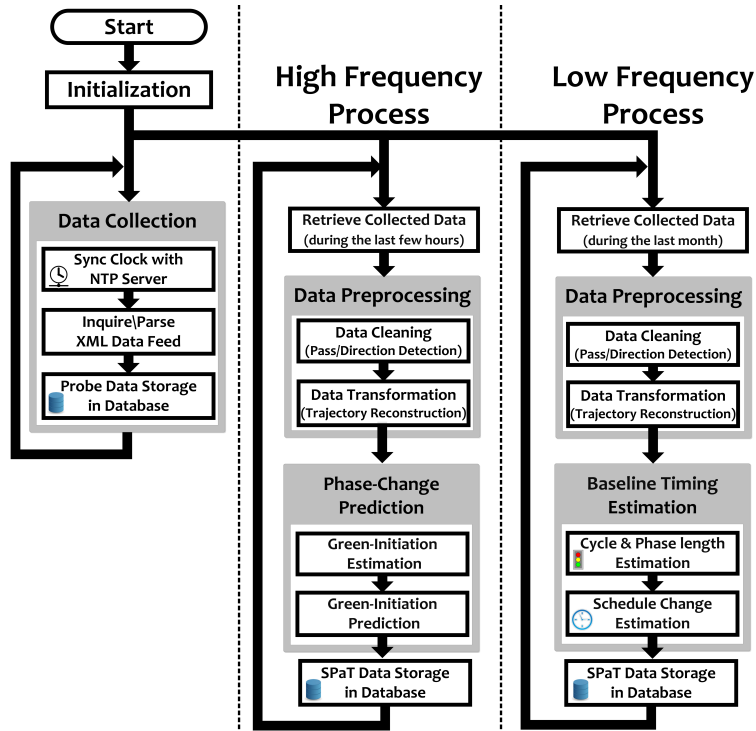 Start
Initialization
Data Collection
Sync Clock with
NTP Server
Inquire\Parse
XML Data Feed
Probe Data Storage
in Database
High Frequency
Process
Retrieve Collected Data
(during the last few hours)
Data Preprocessing
Data Cleaning
(Pass/Direction Detection)
Data Transformation
(Trajectory Reconstruction)
Phase-Change
Prediction
Green-Initiation
Estimation
Green-Initiation
Prediction
SPaT Data Storage
in Database
Low Frequency
Process
Retrieve Collected Data
(during the last month)
Data Preprocessing
Data Cleaning
(Pass/Direction Detection)
Data Transformation
(Trajectory Reconstruction)
Baseline Timing
Estimation
Cycle & Phase length
Estimation
Schedule Change
Estimation
SPaT Data Storage
in Database